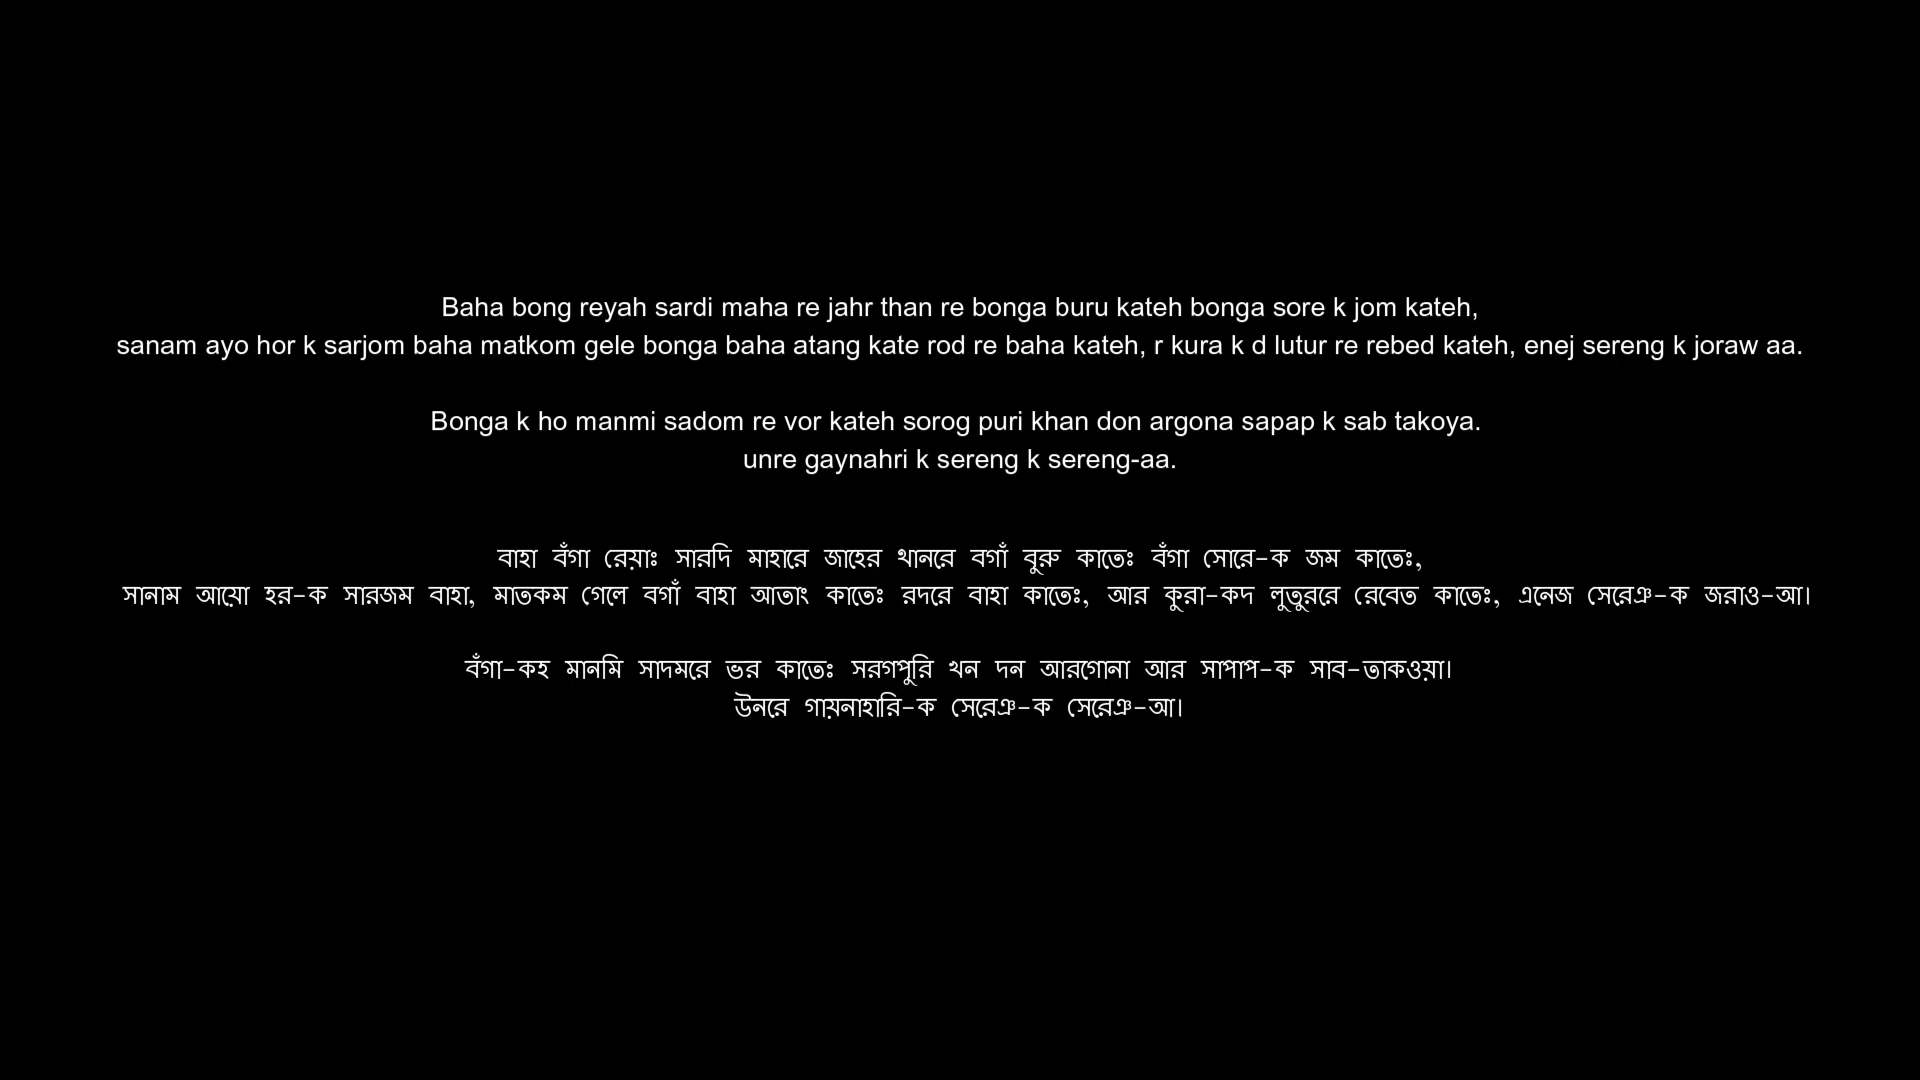 Baha bong reyah sardi maha re jahr than re bonga buru kateh bonga sore k jom kateh,
sanam ayo hor k sarjom baha matkom gele bonga baha atang kate rod re baha kateh, r kura k d lutur re rebed kateh, enej sereng k joraw aa.
Bonga k ho manmi sadom re vor kateh sorog puri khan don argona sapap k sab takoya.
unre gaynahri k sereng k sereng-aa.
বাহা বঁগা রেয়াঃ সারদি মাহারে জাহের থানরে বগাঁ বুরু কাতেঃ বঁগা সোরে-ক জম কাতেঃ,
সানাম আয়ো হর-ক সারজম বাহা, মাতকম গেলে বগাঁ বাহা আতাং কাতেঃ রদরে বাহা কাতেঃ, আর কুরা-কদ লুতুররে রেবেত কাতেঃ, এনেজ সেরেঞ-ক জরাও-আ।
বঁগা-কহ মানমি সাদমরে ভর কাতেঃ সরগপুরি খন দন আরগোনা আর সাপাপ-ক সাব-তাকওয়া।
উনরে গায়নাহারি-ক সেরেঞ-ক সেরেঞ-আ।